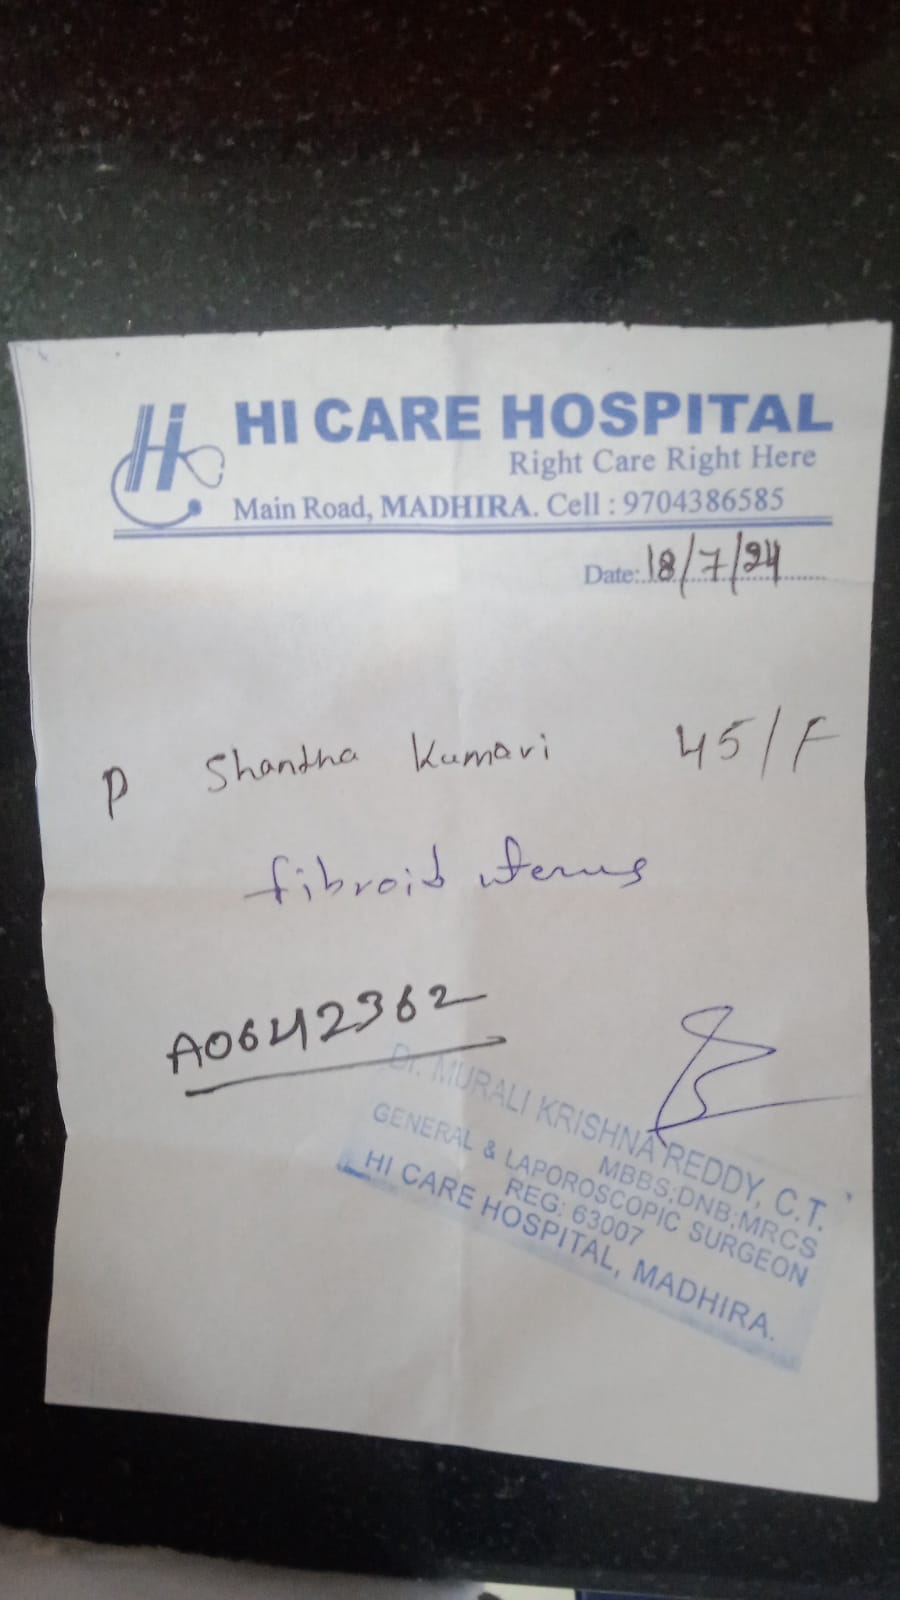 HI CARE HOSPITAL
Right Care Right Here
Main Road, MADHIRA. Cell : 9704386585
Date: 18/7/24
P Shantha Kumari 45/F
fibroid uterus
A0642362
Dr. MURALI KRISHNA REDDY, C.T.
MBBS;DNB;MRCS
GENERAL & LAPOROSCOPIC SURGEON
REG: 63007
HI CARE HOSPITAL, MADHIRA.